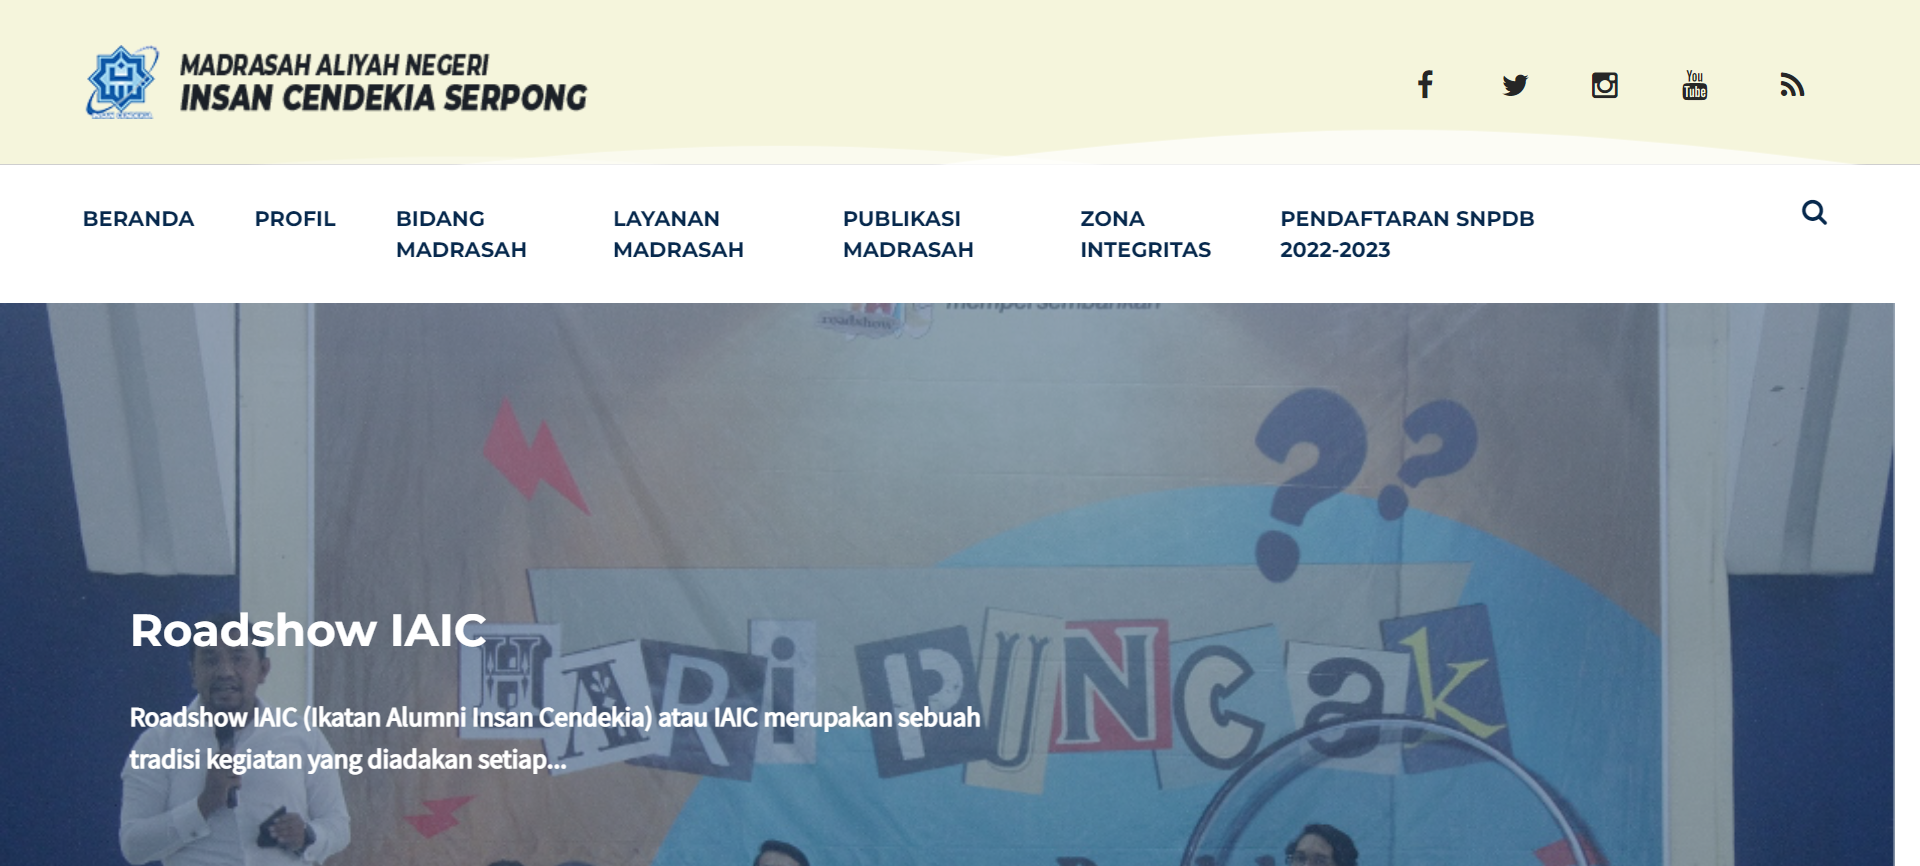 MADRASAH ALIYAH NEGERI
INSAN CENDEKIA SERPONG
You
Tube
BERANDA
PROFIL
BIDANG
MADRASAH
LAYANAN
MADRASAH
PUBLIKASI
MADRASAH
ZONA
INTEGRITAS
PENDAFTARAN SNPDB
2022-2023
roadshow
mempersembahkan
??
Roadshow IAIC
HARi PUNCak
Roadshow IAIC (Ikatan Alumni Insan Cendekia) atau IAIC merupakan sebuah
tradisi kegiatan yang diadakan setiap...